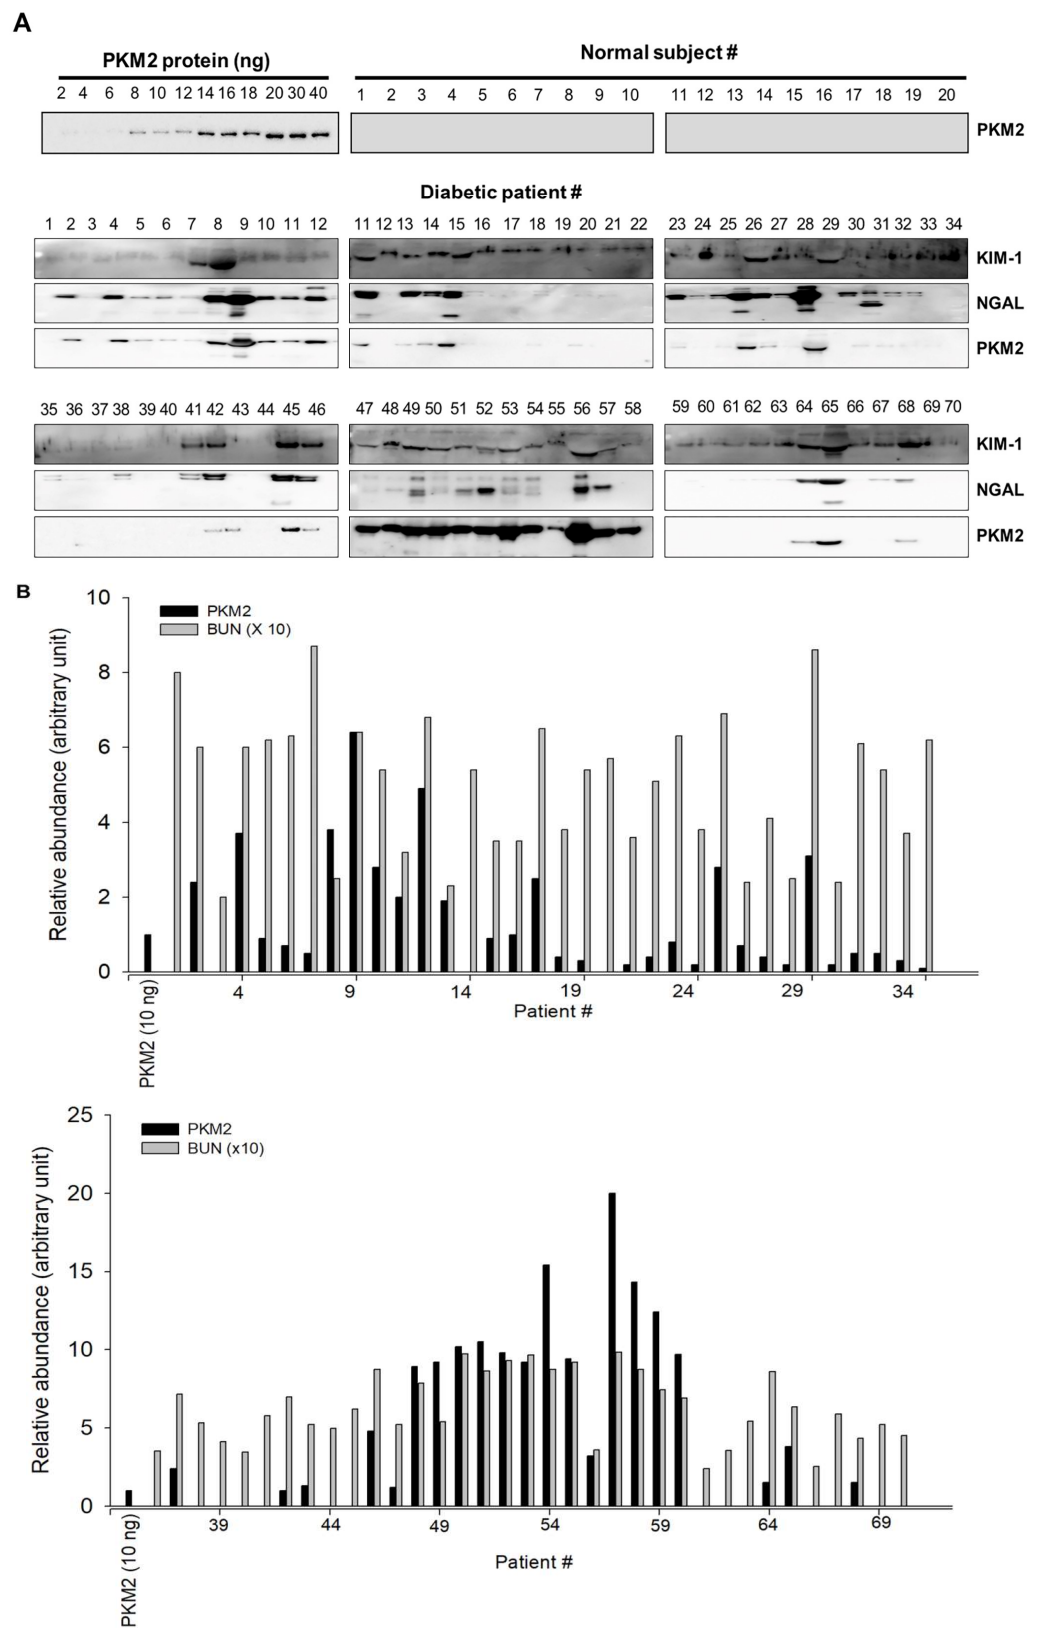 A
PKM2 protein (ng)
Normal subject #
2 4 6 8 10 12 14 16 18 20 30 40
1 2 3 4 5 6 7 8 9 10
11 12 13 14 15 16 17 18 19 20
PKM2
Diabetic patient #
1 2 3 4 5 6 7 8 9 10 11 12
11 12 13 14 15 16 17 18 19 20 21 22
23 24 25 26 27 28 29 30 31 32 33 34
KIM-1
NGAL
PKM2
35 36 37 38 39 40 41 42 43 44 45 46
47 48 49 50 51 52 53 54 55 56 57 58
59 60 61 62 63 64 65 66 67 68 69 70
KIM-1
NGAL
PKM2
B
PKM2
BUN (X 10)
Relative abundance (arbitrary unit)
10
8
6
4
2
0
PKM2 (10 ng)
4 9 14 19 24 29 34
Patient #
PKM2
BUN (x10)
Relative abundance (arbitrary unit)
25
20
15
10
5
0
PKM2 (10 ng)
39 44 49 54 59 64 69
Patient #